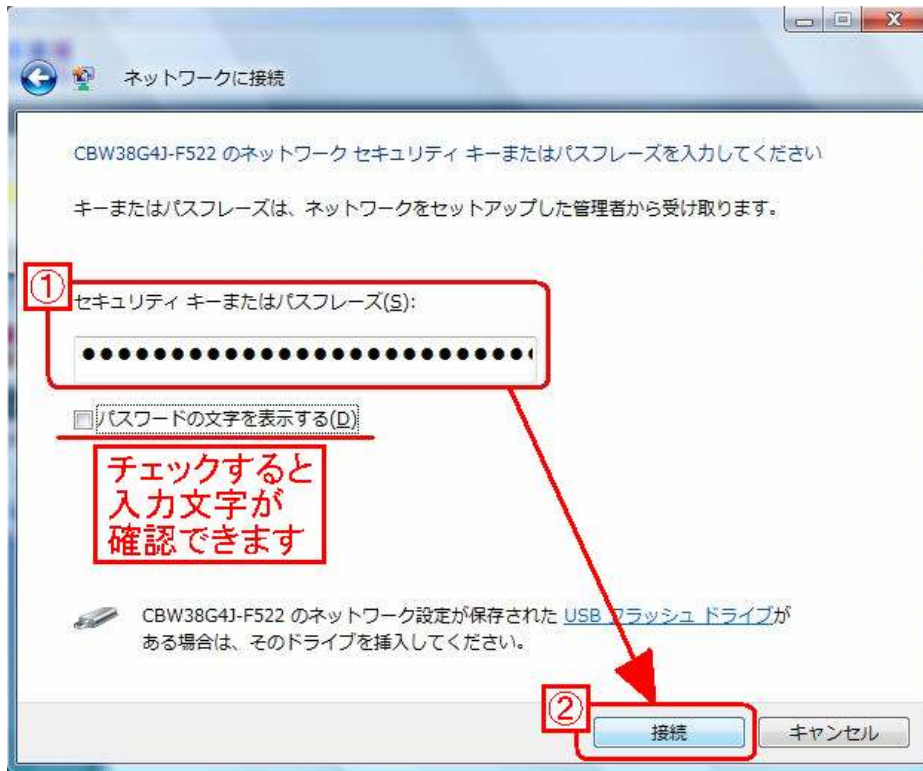 ネットワークに接続
CBW38G4J-F522 のネットワーク セキュリティ キーまたはパスフレーズを入力してください
キーまたはパスフレーズは、ネットワークをセットアップした管理者から受け取ります。
①
セキュリティ キーまたはパスフレーズ(S):
●●●●●●●●●●●●●●●●●●●●●●●●●●
パスワードの文字を表示する(D)
チェックすると
入力文字が
確認できます
CBW38G4J-F522 のネットワーク設定が保存された USB フラッシュ ドライブが
ある場合は、そのドライブを挿入してください。
②
接続
キャンセル